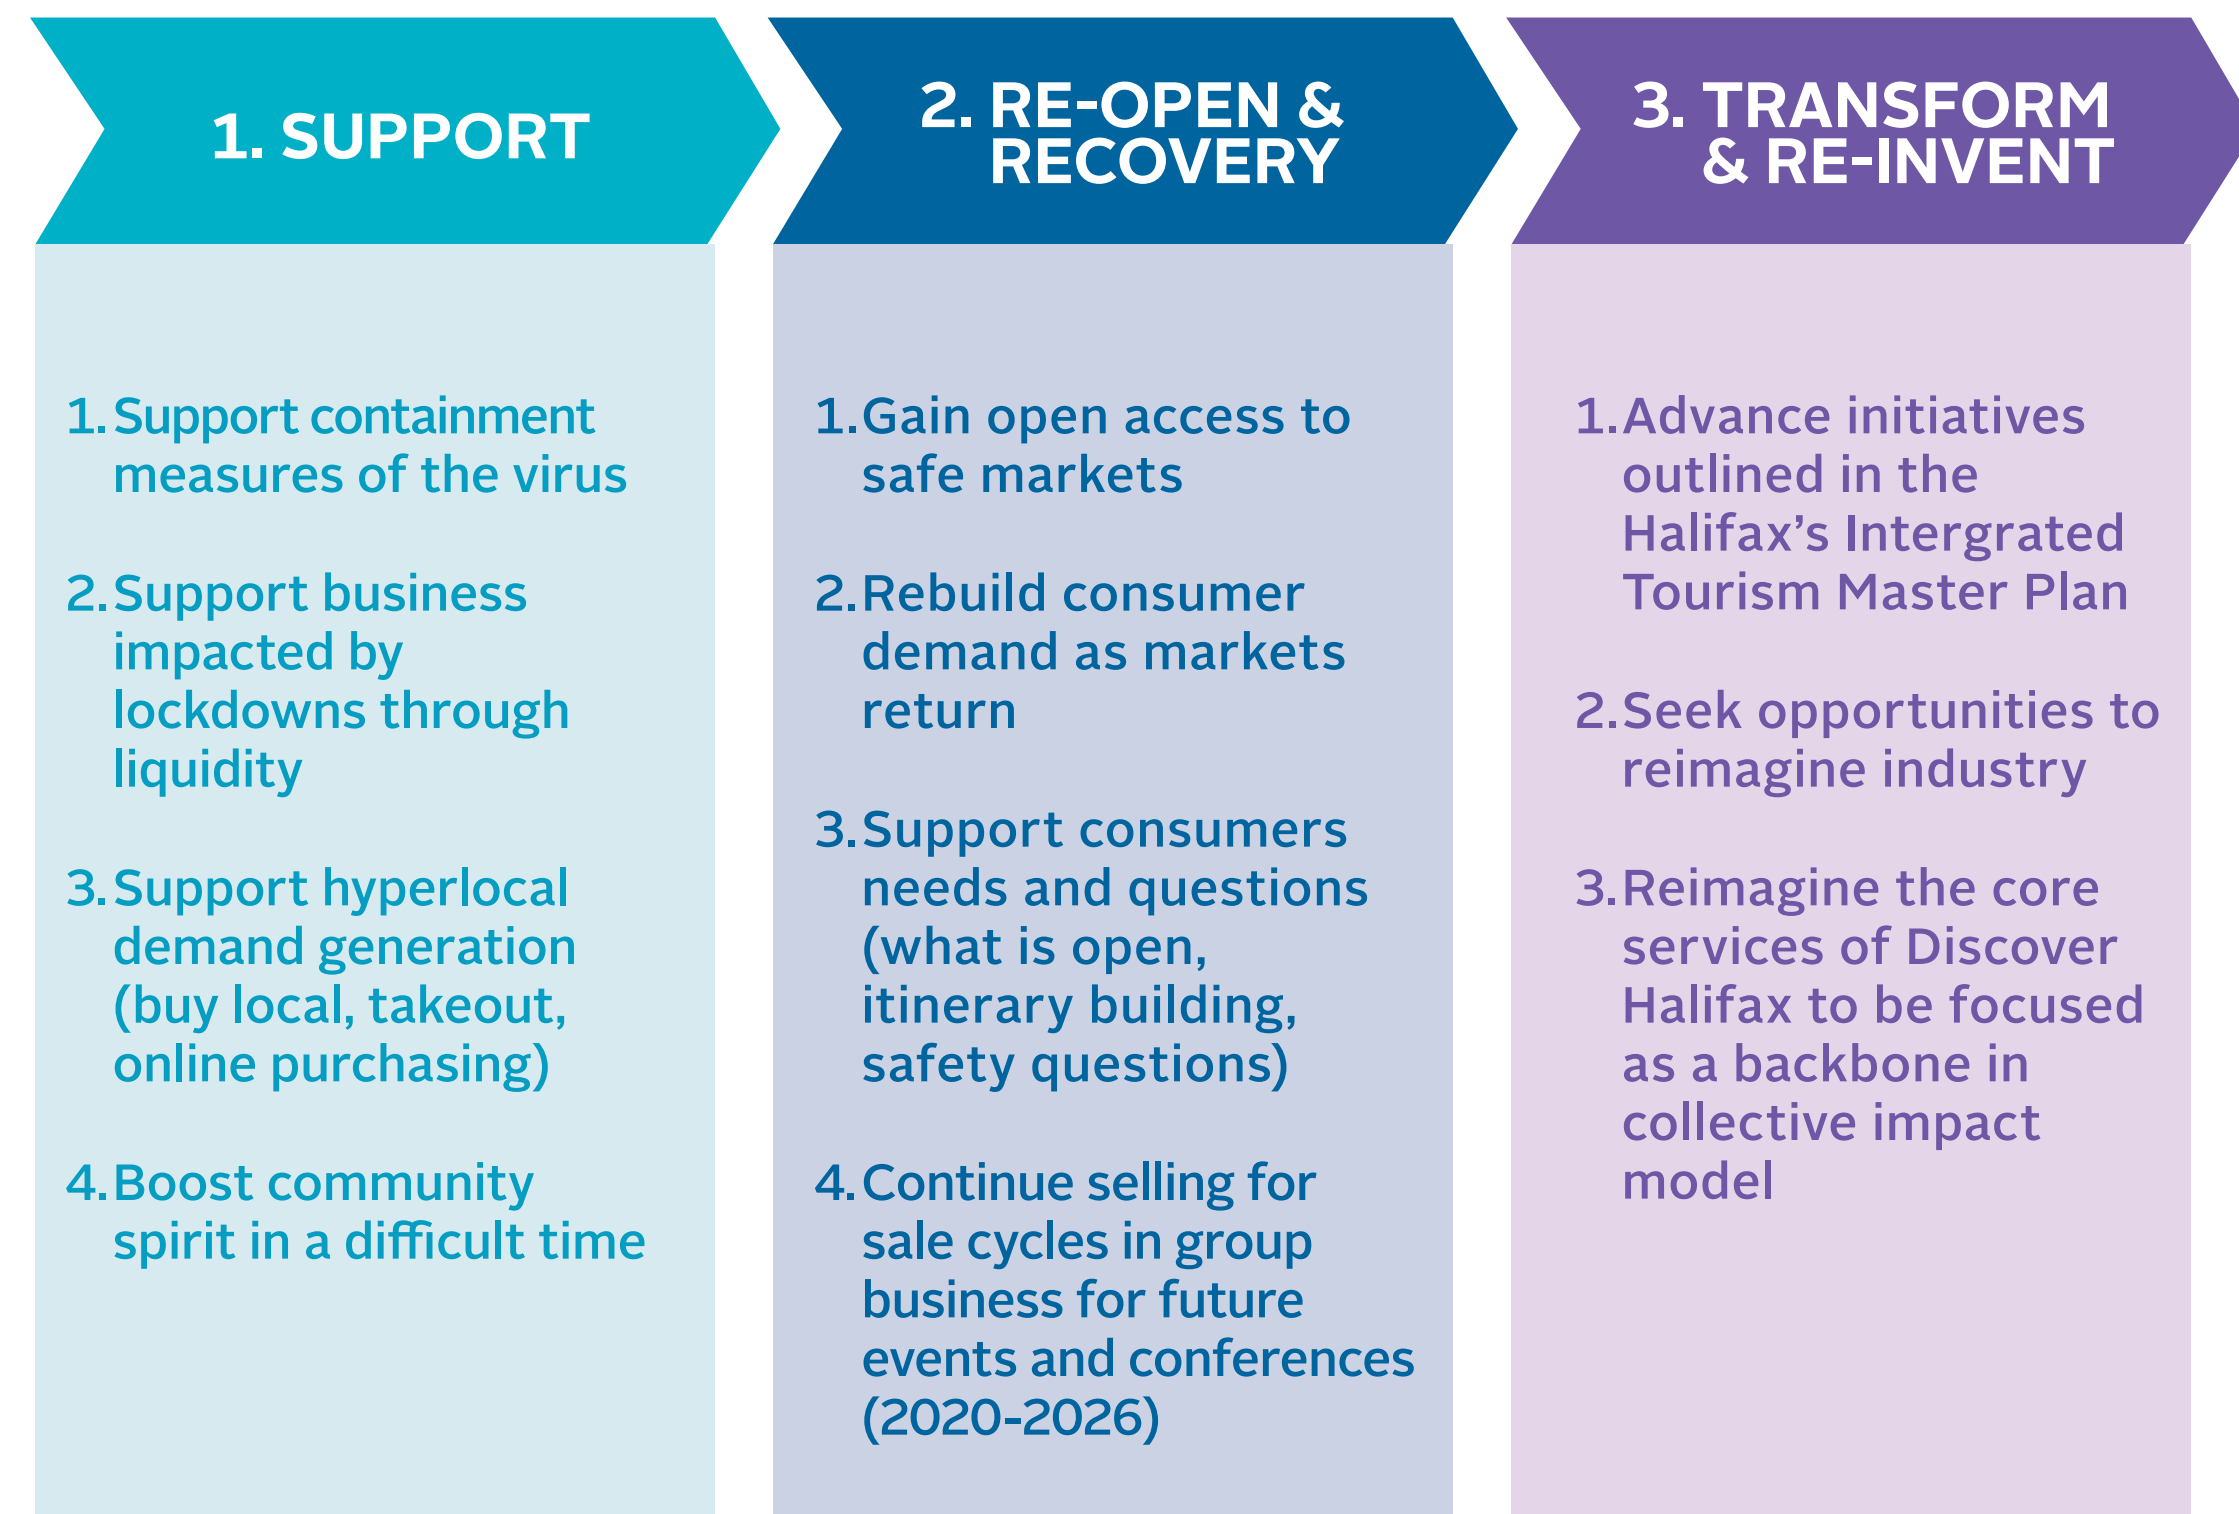 1. SUPPORT
1. Support containment
measures of the virus
2. Support business
impacted by
lockdowns through
liquidity
3. Support hyperlocal
demand generation
(buy local, takeout,
online purchasing)
4. Boost community
spirit in a difficult time
2. RE-OPEN &
RECOVERY
1. Gain open access to
safe markets
2. Rebuild consumer
demand as markets
return
3. Support consumers
needs and questions
(what is open,
itinerary building,
safety questions)
4. Continue selling for
sale cycles in group
business for future
events and conferences
(2020-2026)
3. TRANSFORM
& RE-INVENT
1. Advance initiatives
outlined in the
Halifax’s Intergrated
Tourism Master Plan
2. Seek opportunities to
reimagine industry
3. Reimagine the core
services of Discover
Halifax to be focused
as a backbone in
collective impact
model